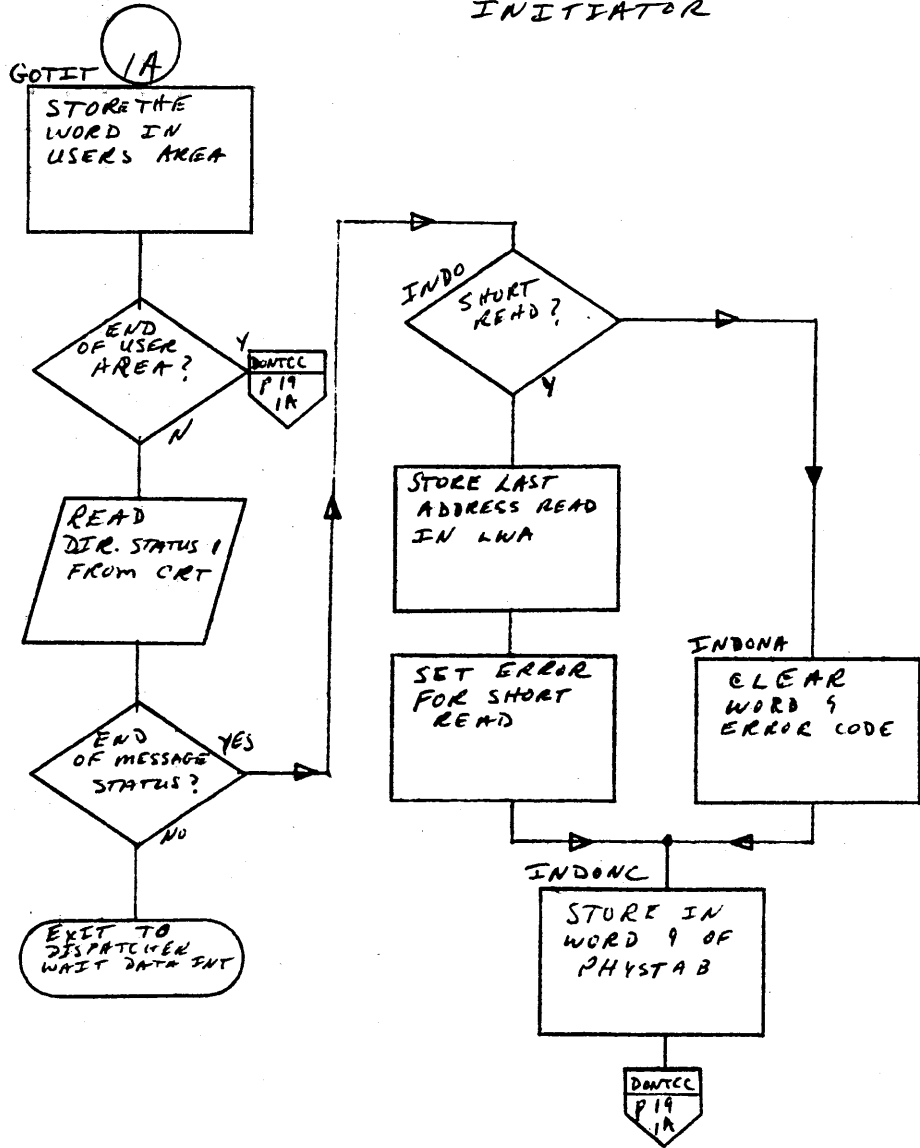 INITIATOR
1A
GOTIT
STORE THE
WORD IN
USERS AREA
END
OF USER
AREA?
Y
DONTCC
P 19
1A
N
READ
DIR. STATUS 1
FROM CRT
END
OF MESSAGE
STATUS?
YES
NO
EXIT TO
DISPATCHER
WAIT DATA INT
INDO
SHORT
READ?
Y
STORE LAST
ADDRESS READ
IN LWA
SET ERROR
FOR SHORT
READ
INDONA
CLEAR
WORD 9
ERROR CODE
INDONC
STORE IN
WORD 9 OF
PHYSTAB
DONTCC
P 19
1A